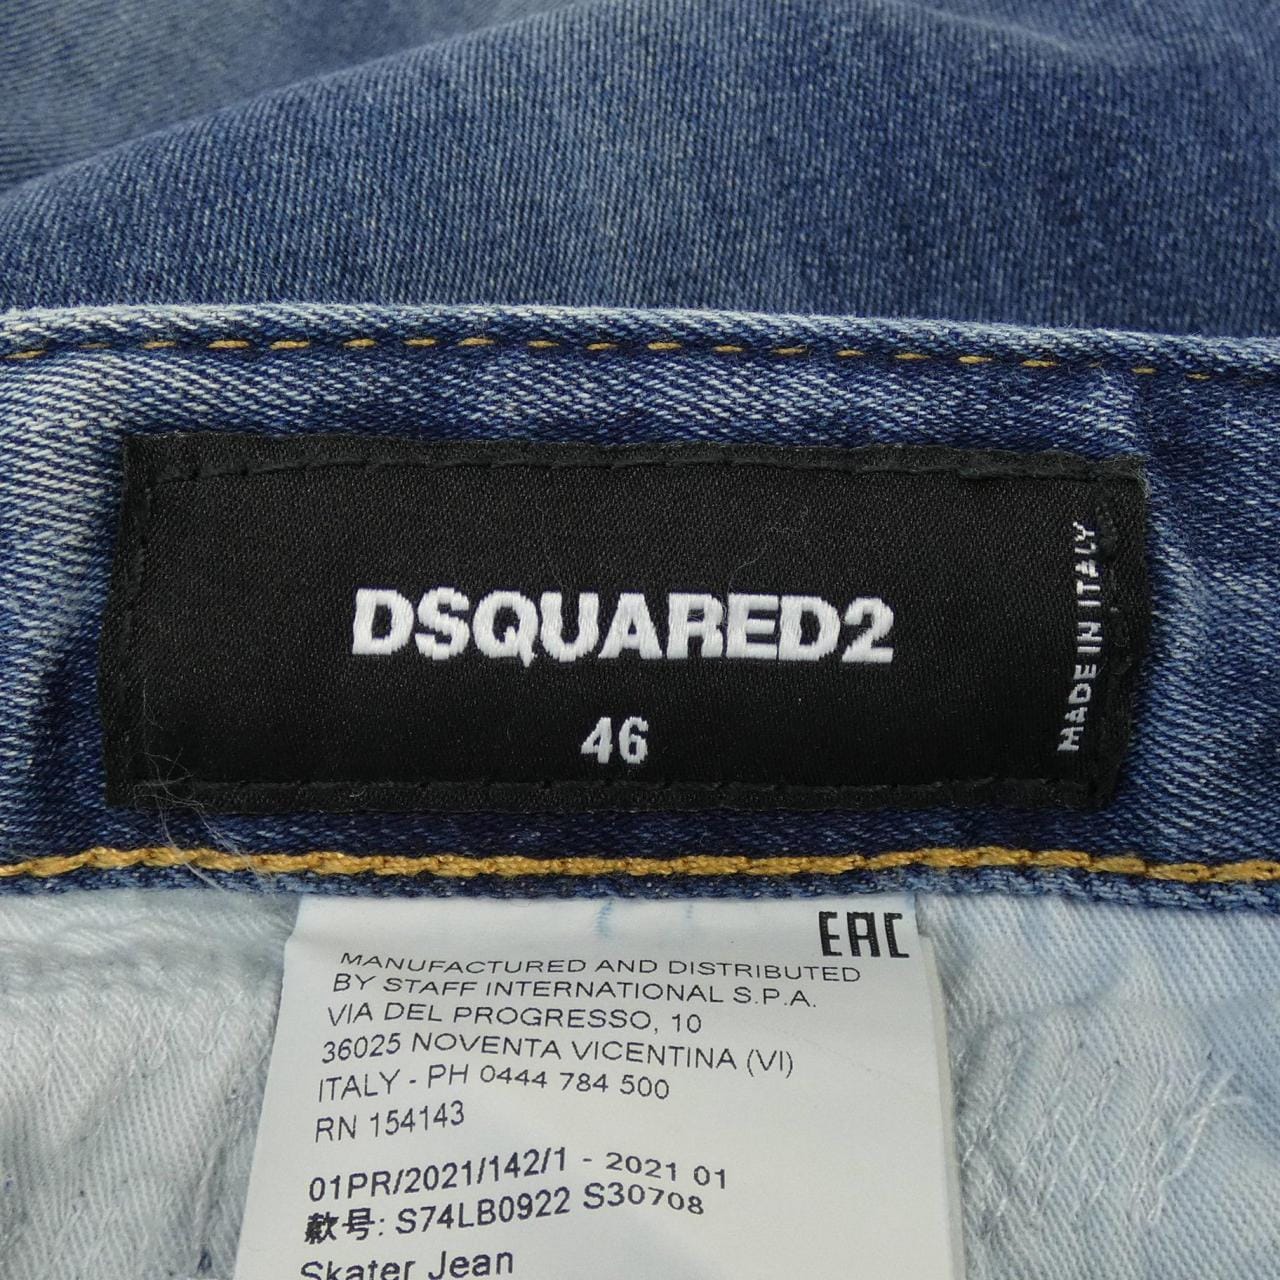 DSQUARED2
46
MADE IN ITALY
EAC
MANUFACTURED AND DISTRIBUTED
BY STAFF INTERNATIONAL S.P.A.
VIA DEL PROGRESSO, 10
36025 NOVENTA VICENTINA (VI)
ITALY - PH 0444 784 500
RN 154143
01PR/2021/142/1 - 2021 01
款号: S74LB0922 S30708
Skater Jean